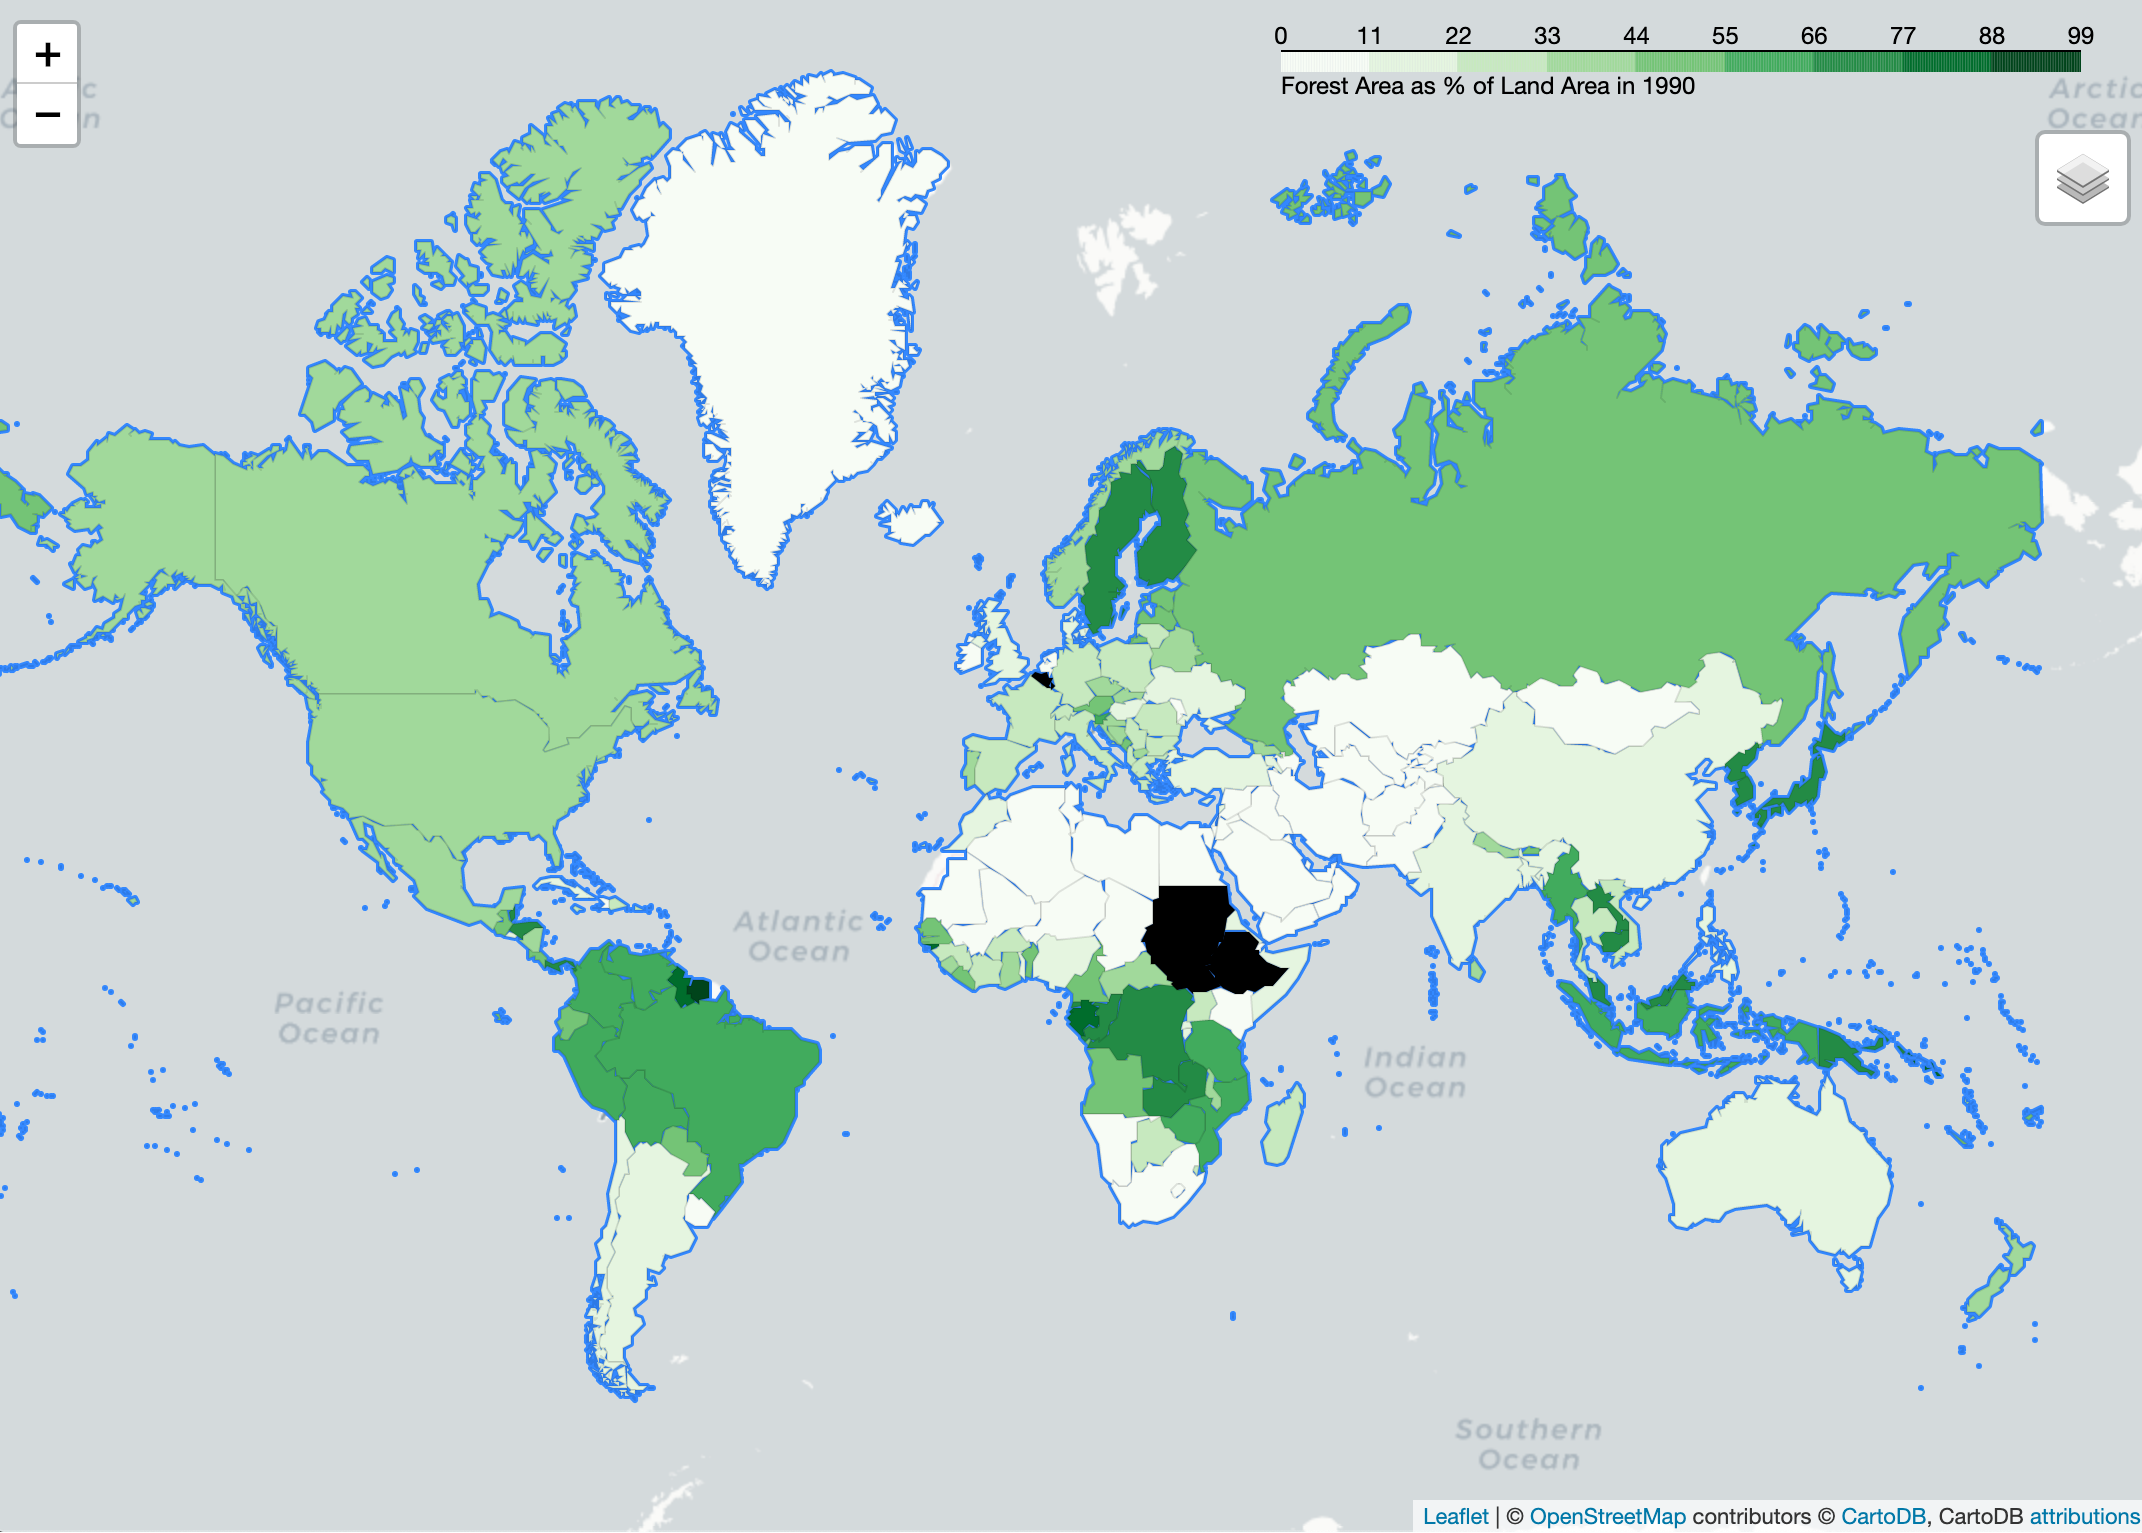 +
−
0 11 22 33 44 55 66 77 88 99
Forest Area as % of Land Area in 1990
Arctic
Ocean
Atlantic
Ocean
Pacific
Ocean
Indian
Ocean
Southern
Ocean
Leaflet | © OpenStreetMap contributors © CartoDB, CartoDB attributions